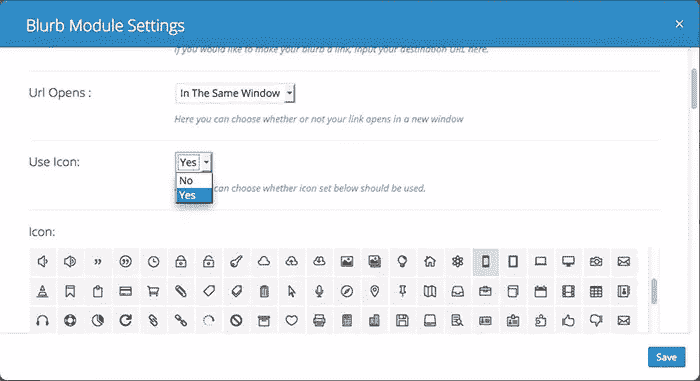 Blurb Module Settings
×
If you would like to make your blurb a link, input your destination URL here.
Url Opens :
In The Same Window
Here you can choose whether or not your link opens in a new window
Use Icon:
Yes
No
Yes
can choose whether icon set below should be used.
Icon:
Save